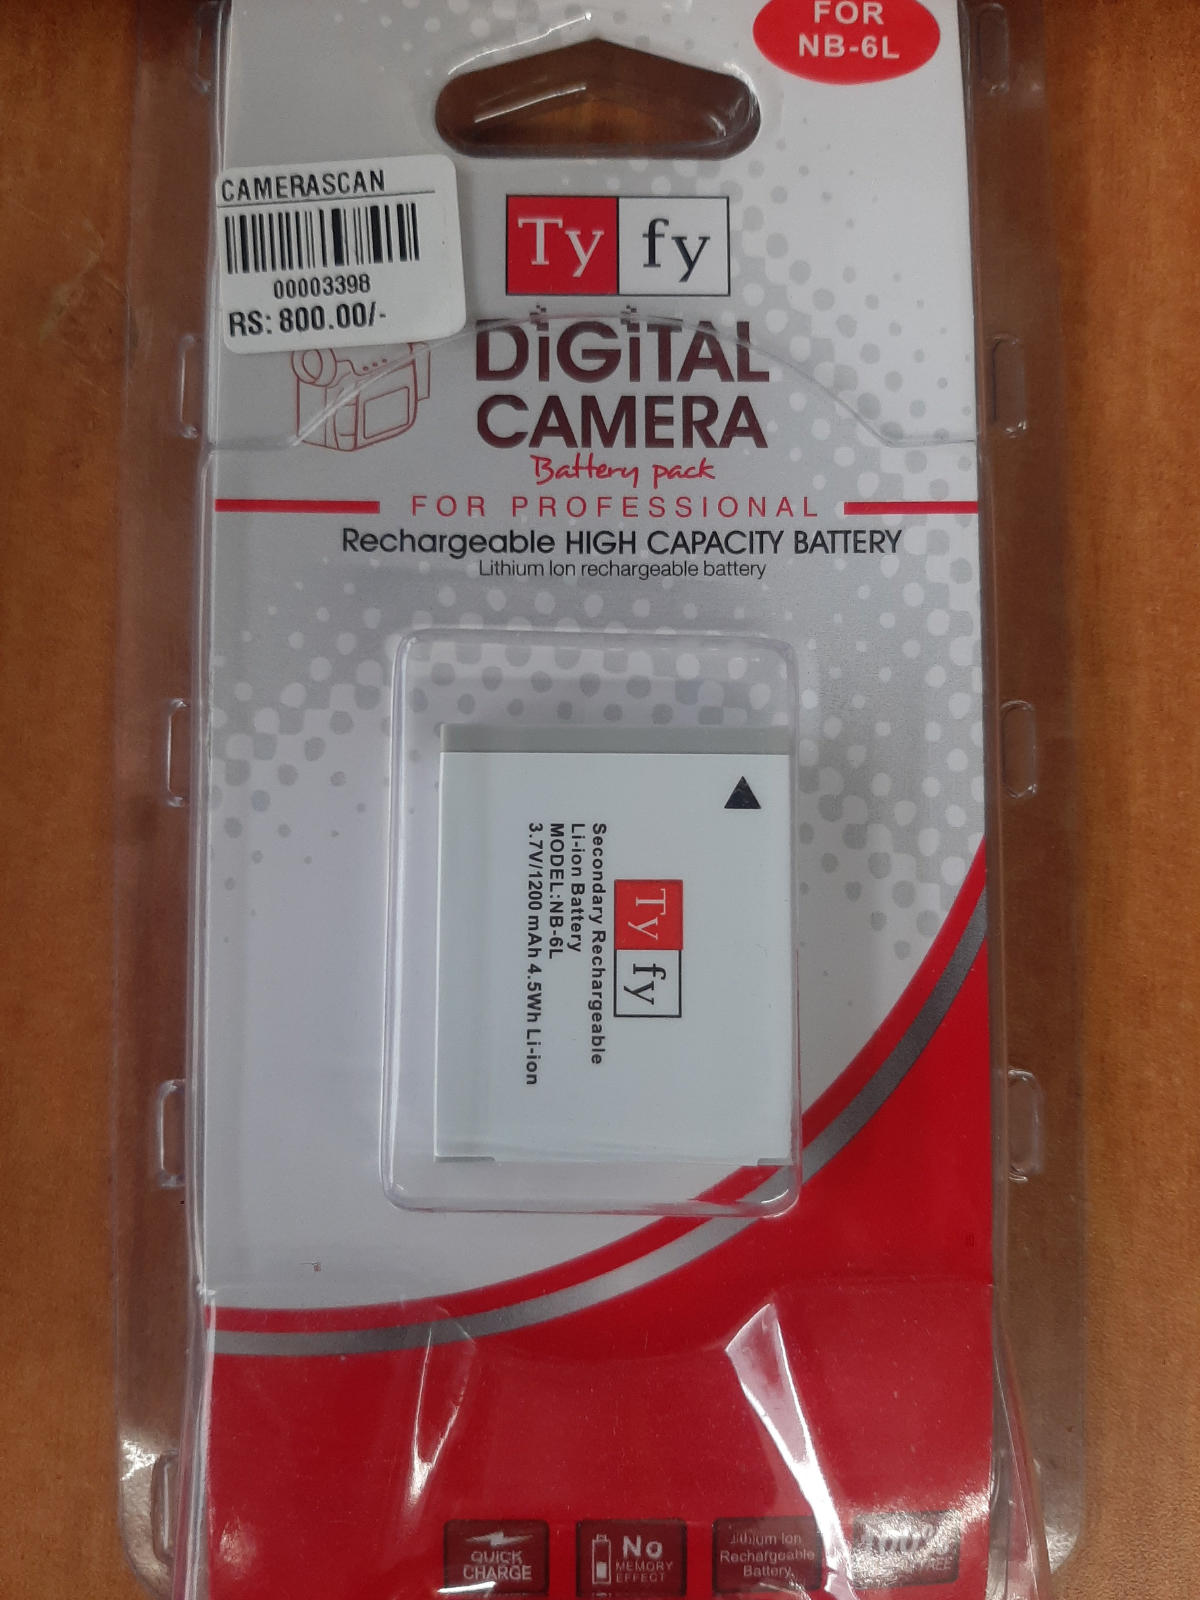 FOR
NB-6L
CAMERASCAN
00003398
RS: 800.00/-
Ty fy
DiGiTAL
CAMERA
Battery pack
FOR PROFESSIONAL
Rechargeable HIGH CAPACITY BATTERY
Lithium Ion rechargeable battery
Ty fy
Secondary Rechargeable
Li-ion Battery
MODEL:NB-6L
3.7V/1200 mAh 4.5Wh Li-ion
QUICK
CHARGE
No
MEMORY
EFFECT
Lithium Ion
Rechargeable
Battery
100%
FREE